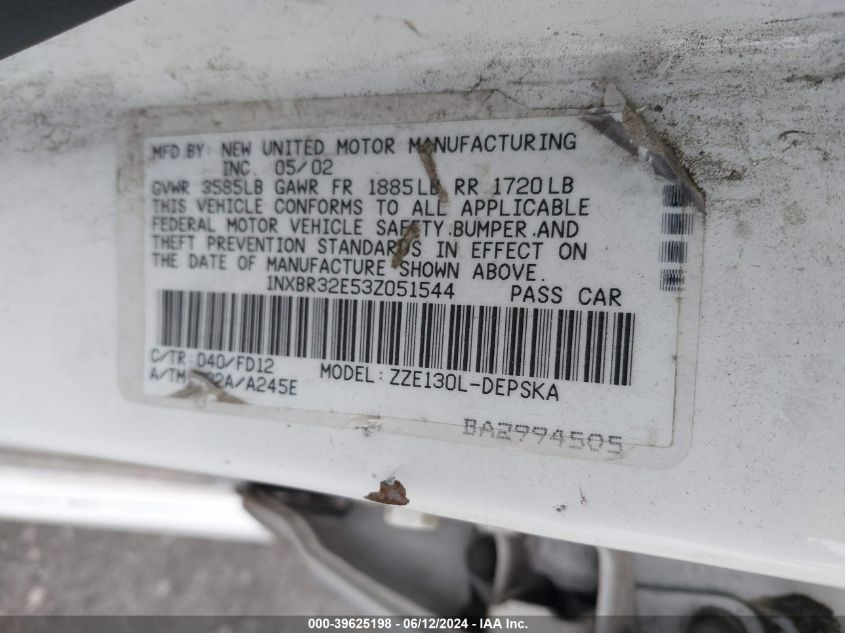 MFD BY: NEW UNITED MOTOR MANUFACTURING
INC. 05/02
GVWR 3585LB GAWR FR 1885LB RR 1720LB
THIS VEHICLE CONFORMS TO ALL APPLICABLE
FEDERAL MOTOR VEHICLE SAFETY,BUMPER,AND
THEFT PREVENTION STANDARDS IN EFFECT ON
THE DATE OF MANUFACTURE SHOWN ABOVE.
1NXBR32E53Z051544 PASS CAR
C/TR: 040/FD12
A/TM: 02A/A245E MODEL: ZZE130L-DEPSKA
BA2994505
000-39625198 - 06/12/2024 - IAA Inc.